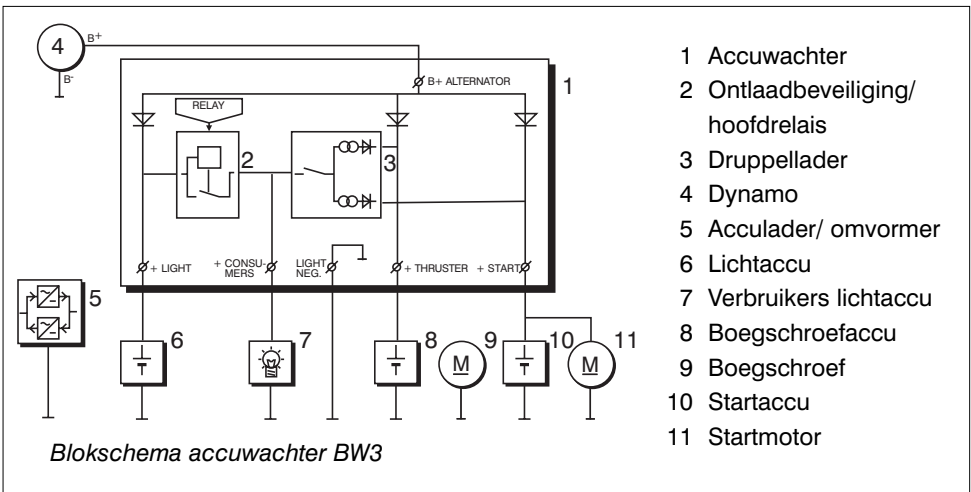 4
B+
B-
B+ ALTERNATOR
1
RELAY
2
3
+ LIGHT
+ CONSU-
MERS
LIGHT
NEG.
+ THRUSTER
+ START
5
6
7
8
9
M
10
M
11
Blokschema accuwachter BW3
1 Accuwachter
2 Ontlaadbeveiliging/
hoofdrelais
3 Druppellader
4 Dynamo
5 Acculader/ omvormer
6 Lichtaccu
7 Verbruikers lichtaccu
8 Boegschroefaccu
9 Boegschroef
10 Startaccu
11 Startmotor